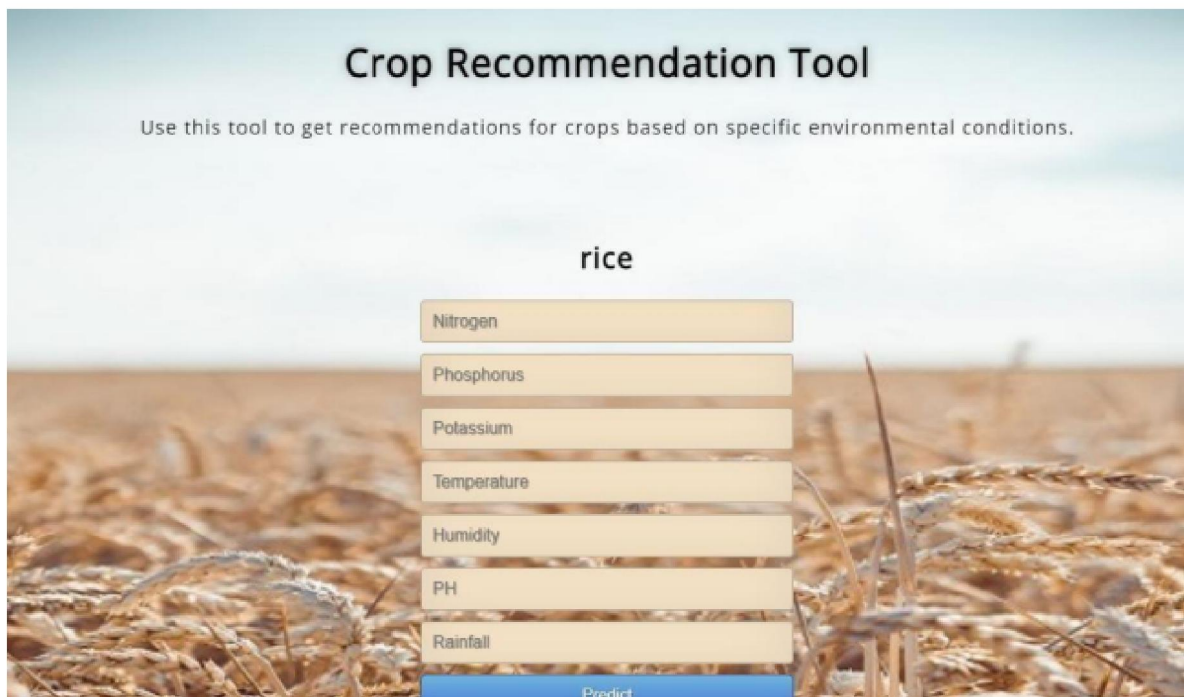 Crop Recommendation Tool
Use this tool to get recommendations for crops based on specific environmental conditions.
rice
Nitrogen
Phosphorus
Potassium
Temperature
Humidity
PH
Rainfall
Predict